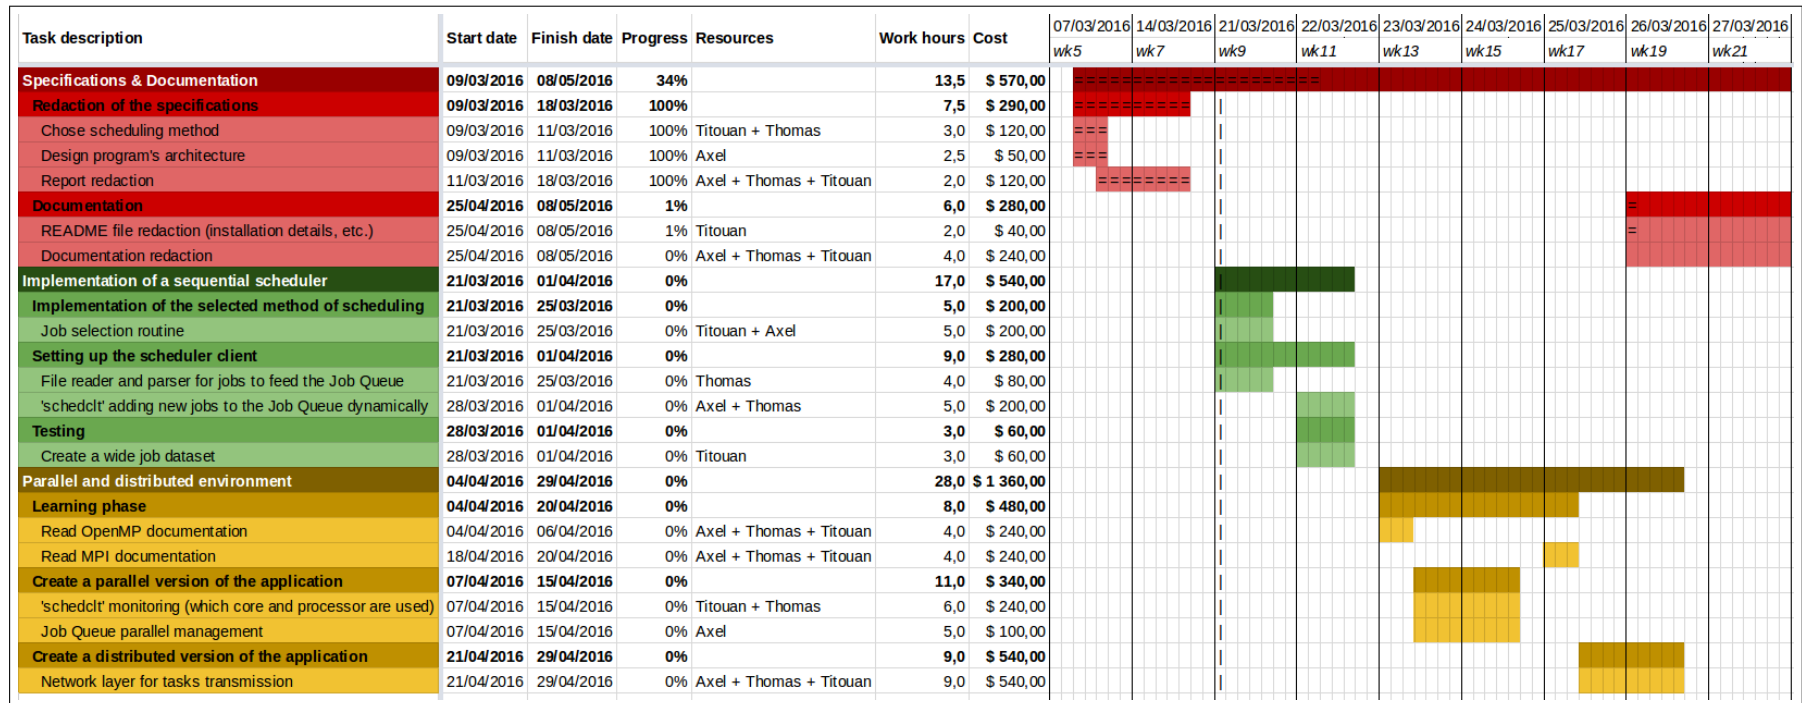 07/03/2016 14/03/2016 21/03/2016 22/03/2016 23/03/2016 24/03/2016 25/03/2016 26/03/2016 27/03/2016
Task description Start date Finish date Progress Resources Work hours Cost
wk5 wk7 wk9 wk11 wk13 wk15 wk17 wk19 wk21
Specifications & Documentation 09/03/2016 08/05/2016 34% 13,5 $ 570,00
Redaction of the specifications 09/03/2016 18/03/2016 100% 7,5 $ 290,00
Chose scheduling method 09/03/2016 11/03/2016 100% Titouan + Thomas 3,0 $ 120,00
Design program's architecture 09/03/2016 11/03/2016 100% Axel 2,5 $ 50,00
Report redaction 11/03/2016 18/03/2016 100% Axel + Thomas + Titouan 2,0 $ 120,00
Documentation 25/04/2016 08/05/2016 1% 6,0 $ 280,00
README file redaction (installation details, etc.) 25/04/2016 08/05/2016 1% Titouan 2,0 $ 40,00
Documentation redaction 25/04/2016 08/05/2016 0% Axel + Thomas + Titouan 4,0 $ 240,00
Implementation of a sequential scheduler 21/03/2016 01/04/2016 0% 17,0 $ 540,00
Implementation of the selected method of scheduling 21/03/2016 25/03/2016 0% 5,0 $ 200,00
Job selection routine 21/03/2016 25/03/2016 0% Titouan + Axel 5,0 $ 200,00
Setting up the scheduler client 21/03/2016 01/04/2016 0% 9,0 $ 280,00
File reader and parser for jobs to feed the Job Queue 21/03/2016 25/03/2016 0% Thomas 4,0 $ 80,00
'schedclt' adding new jobs to the Job Queue dynamically 28/03/2016 01/04/2016 0% Axel + Thomas 5,0 $ 200,00
Testing 28/03/2016 01/04/2016 0% 3,0 $ 60,00
Create a wide job dataset 28/03/2016 01/04/2016 0% Titouan 3,0 $ 60,00
Parallel and distributed environment 04/04/2016 29/04/2016 0% 28,0 $ 1 360,00
Learning phase 04/04/2016 20/04/2016 0% 8,0 $ 480,00
Read OpenMP documentation 04/04/2016 06/04/2016 0% Axel + Thomas + Titouan 4,0 $ 240,00
Read MPI documentation 18/04/2016 20/04/2016 0% Axel + Thomas + Titouan 4,0 $ 240,00
Create a parallel version of the application 07/04/2016 15/04/2016 0% 11,0 $ 340,00
'schedclt' monitoring (which core and processor are used) 07/04/2016 15/04/2016 0% Titouan + Thomas 6,0 $ 240,00
Job Queue parallel management 07/04/2016 15/04/2016 0% Axel 5,0 $ 100,00
Create a distributed version of the application 21/04/2016 29/04/2016 0% 9,0 $ 540,00
Network layer for tasks transmission 21/04/2016 29/04/2016 0% Axel + Thomas + Titouan 9,0 $ 540,00